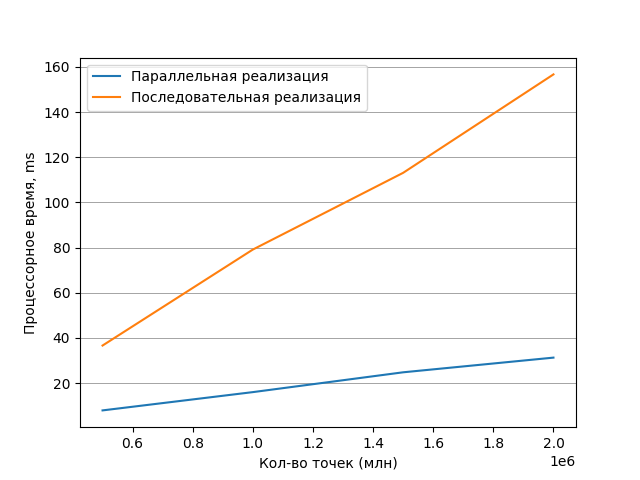 Параллельная реализация
Последовательная реализация
Процессорное время, ms
160
140
120
100
80
60
40
20
0.6 0.8 1.0 1.2 1.4 1.6 1.8 2.0
1e6
Кол-во точек (млн)